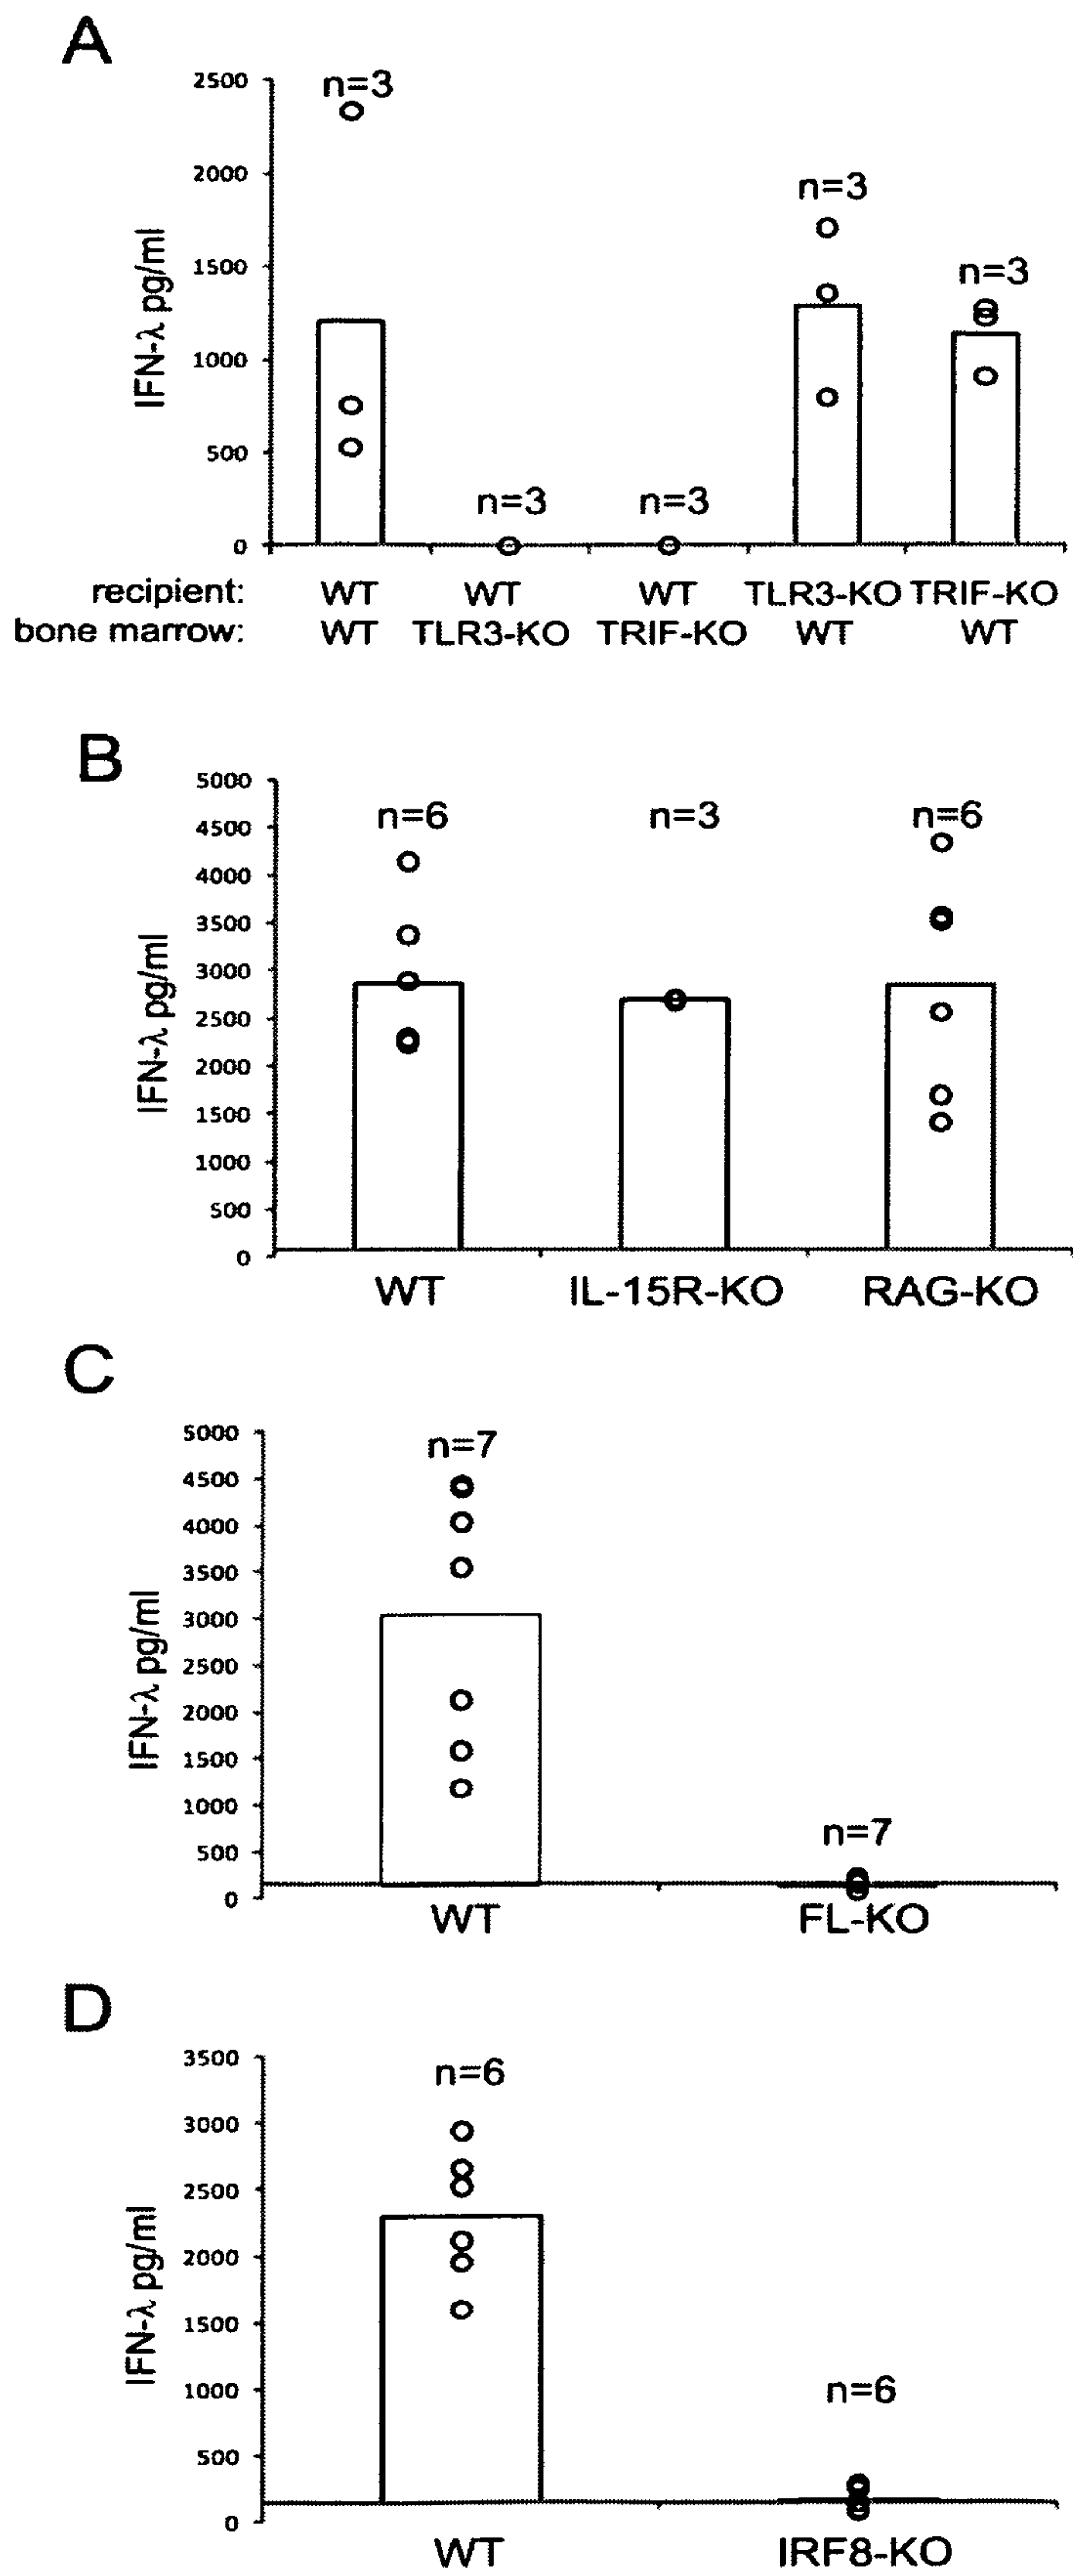 A
2500
n=3
2000
n=3
1500
n=3
IFN-λ pg/ml
1000
500
n=3 n=3
0
recipient: WT WT WT TLR3-KO TRIF-KO
bone marrow: WT TLR3-KO TRIF-KO WT WT
B
5000
n=6 n=3 n=6
4500
4000
3500
3000
IFN-λ pg/ml
2500
2000
1500
1000
500
0
WT IL-15R-KO RAG-KO
C
5000
n=7
4500
4000
3500
3000
IFN-λ pg/ml
2500
2000
1500
1000
n=7
500
0
WT FL-KO
D
3500
n=6
3000
2500
IFN-λ pg/ml
2000
1500
1000
n=6
500
0
WT IRF8-KO